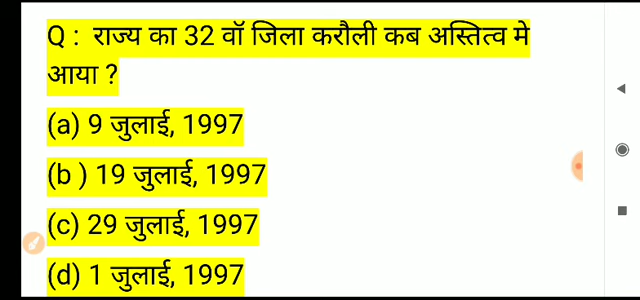 Q : राज्य का 32 वॉ जिला करौली कब अस्तित्व मे
आया ?
(a) 9 जुलाई, 1997
(b ) 19 जुलाई, 1997
(c) 29 जुलाई, 1997
(d) 1 जुलाई, 1997